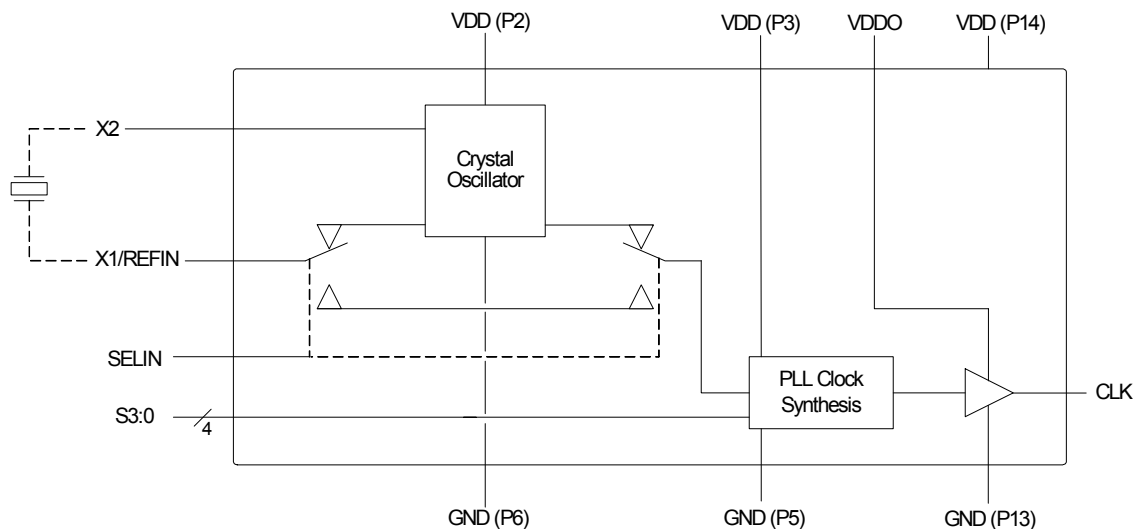 VDD (P2)
VDD (P3)
VDDO
VDD (P14)
X2
Crystal
Oscillator
X1/REFIN
SELIN
PLL Clock
Synthesis
CLK
S3:0
4
GND (P6)
GND (P5)
GND (P13)